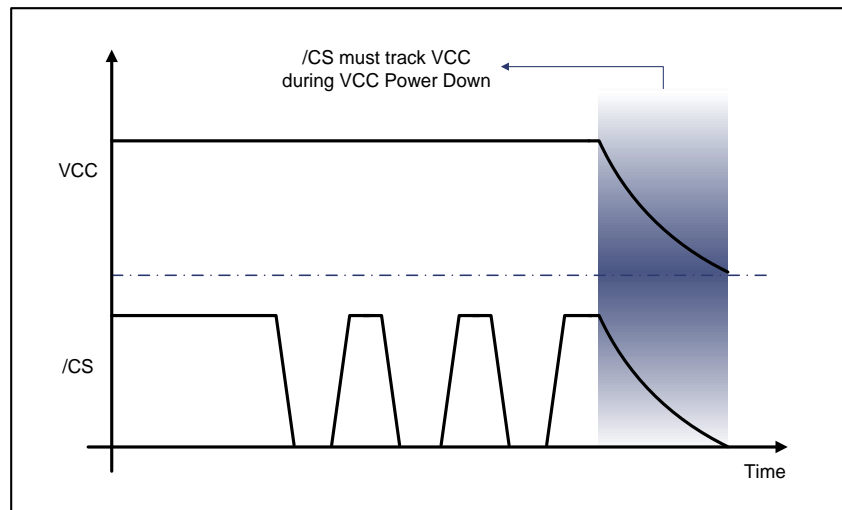 /CS must track VCC
during VCC Power Down
VCC
/CS
Time